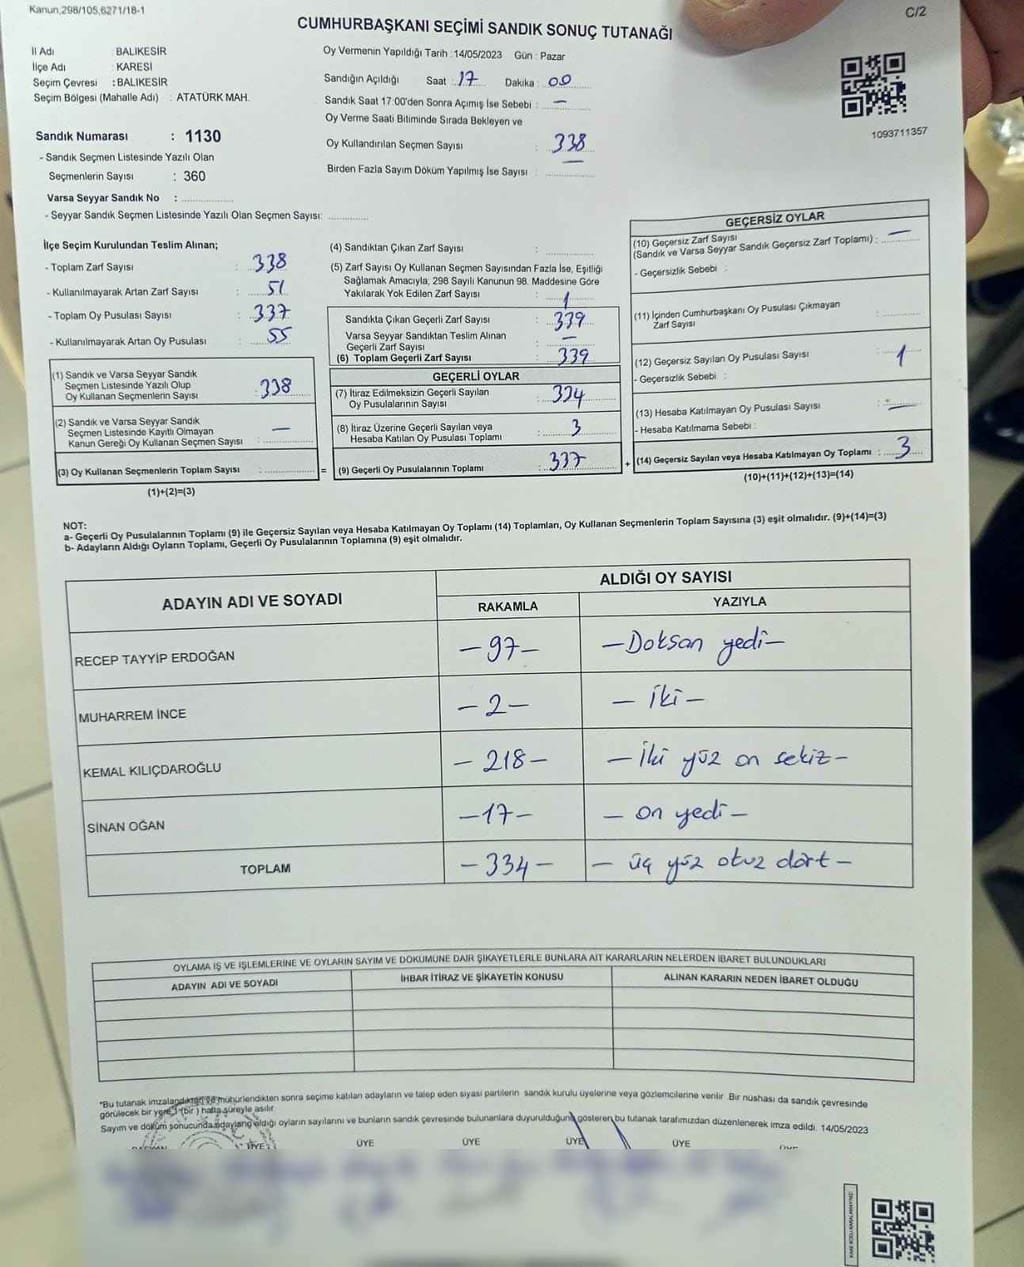 Kanun,298/105,6271/18-1
C/2
CUMHURBAŞKANI SEÇİMİ SANDIK SONUÇ TUTANAĞI
İl Adı : BALIKESİR
İlçe Adı : KARESİ
Seçim Çevresi : BALIKESİR
Seçim Bölgesi (Mahalle Adı) : ATATÜRK MAH.
Sandık Numarası : 1130
- Sandık Seçmen Listesinde Yazılı Olan
Seçmenlerin Sayısı : 360
Varsa Seyyar Sandık No :
- Seyyar Sandık Seçmen Listesinde Yazılı Olan Seçmen Sayısı:
Oy Vermenin Yapıldığı Tarih :14/05/2023 Gün : Pazar
Sandığın Açıldığı Saat : 17 Dakika : 00
Sandık Saat 17:00'den Sonra Açımış İse Sebebi : —
Oy Verme Saati Bitiminde Sırada Bekleyen ve
Oy Kullandırılan Seçmen Sayısı : 338
Birden Fazla Sayım Döküm Yapılmış İse Sayısı : —
1093711357
İlçe Seçim Kurulundan Teslim Alınan;
- Toplam Zarf Sayısı : 338
- Kullanılmayarak Artan Zarf Sayısı : 51
- Toplam Oy Pusulası Sayısı : 337
- Kullanılmayarak Artan Oy Pusulası : 55
(1) Sandık ve Varsa Seyyar Sandık
Seçmen Listesinde Yazılı Olup
Oy Kullanan Seçmenlerin Sayısı : 338
(2) Sandık ve Varsa Seyyar Sandık
Seçmen Listesinde Kayıtlı Olmayan
Kanun Gereği Oy Kullanan Seçmen Sayısı : —
(3) Oy Kullanan Seçmenlerin Toplam Sayısı :
(1)+(2)=(3)
(4) Sandıktan Çıkan Zarf Sayısı :
(5) Zarf Sayısı Oy Kullanan Seçmen Sayısından Fazla İse, Eşitliği
Sağlamak Amacıyla, 298 Sayılı Kanunun 98. Maddesine Göre
Yakılarak Yok Edilen Zarf Sayısı : 1
Sandıkta Çıkan Geçerli Zarf Sayısı : 339
Varsa Seyyar Sandıktan Teslim Alınan
Geçerli Zarf Sayısı : —
(6) Toplam Geçerli Zarf Sayısı : 339
GEÇERLİ OYLAR
(7) İtiraz Edilmeksizin Geçerli Sayılan
Oy Pusulalarının Sayısı : 334
(8) İtiraz Üzerine Geçerli Sayılan veya
Hesaba Katılan Oy Pusulası Toplamı : 3
= (9) Geçerli Oy Pusulalarının Toplamı : 337
GEÇERSİZ OYLAR
(10) Geçersiz Zarf Sayısı
(Sandık ve Varsa Seyyar Sandık Geçersiz Zarf Toplamı) : —
- Geçersizlik Sebebi :
(11) İçinden Cumhurbaşkanı Oy Pusulası Çıkmayan
Zarf Sayısı :
(12) Geçersiz Sayılan Oy Pusulası Sayısı : 1
- Geçersizlik Sebebi :
(13) Hesaba Katılmayan Oy Pusulası Sayısı : —
- Hesaba Katılmama Sebebi :
+ (14) Geçersiz Sayılan veya Hesaba Katılmayan Oy Toplamı : 3
(10)+(11)+(12)+(13)=(14)
NOT:
a- Geçerli Oy Pusulalarının Toplamı (9) ile Geçersiz Sayılan veya Hesaba Katılmayan Oy Toplamı (14) Toplamları, Oy Kullanan Seçmenlerin Toplam Sayısına (3) eşit olmalıdır. (9)+(14)=(3)
b- Adayların Aldığı Oyların Toplamı, Geçerli Oy Pusulalarının Toplamına (9) eşit olmalıdır.
ADAYIN ADI VE SOYADI
ALDIĞI OY SAYISI
RAKAMLA YAZIYLA
RECEP TAYYİP ERDOĞAN -97- -Doksan yedi-
MUHARREM İNCE -2- -İki-
KEMAL KILIÇDAROĞLU -218- -İki yüz on sekiz-
SİNAN OĞAN -17- -on yedi-
TOPLAM -334- -üç yüz otuz dört-
OYLAMA İŞ VE İŞLEMLERİNE VE OYLARIN SAYIM VE DÖKÜMÜNE DAİR ŞİKAYETLERLE BUNLARA AİT KARARLARIN NELERDEN İBARET BULUNDUKLARI
ADAYIN ADI VE SOYADI İHBAR İTİRAZ VE ŞİKAYETİN KONUSU ALINAN KARARIN NEDEN İBARET OLDUĞU
*Bu tutanak imzalandıktan ve mühürlendikten sonra seçime katılan adayların ve talep eden siyasi partilerin sandık kurulu üyelerine veya gözlemcilerine verilir. Bir nüshası da sandık çevresinde
görülecek bir yere 1 (bir) hafta süreyle asılır.
Sayım ve döküm sonucunda adayların aldığı oyların sayılarını ve bunların sandık çevresinde bulunanlara duyurulduğunu gösteren bu tutanak tarafımızdan düzenlenerek imza edildi. 14/05/2023
ÜYE ÜYE ÜYE ÜYE ÜYE